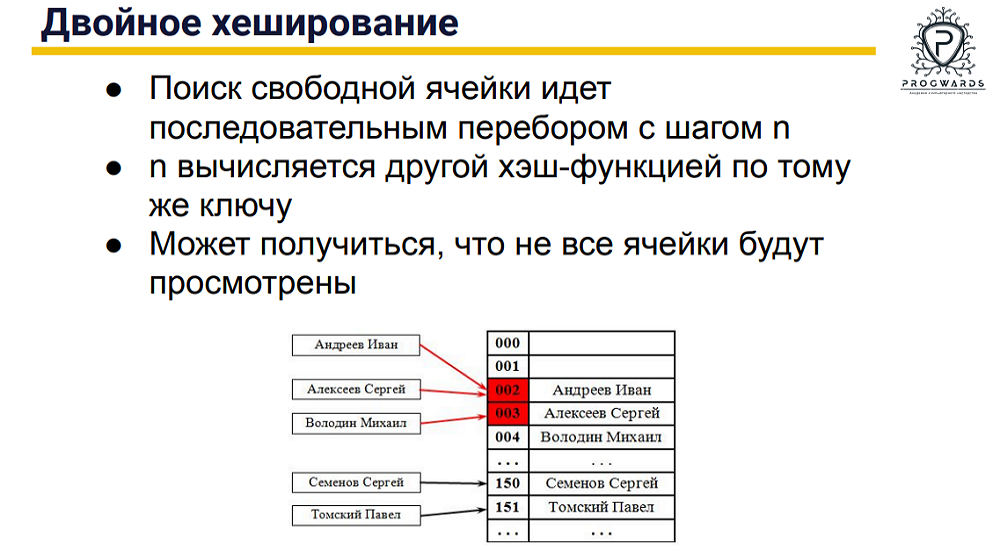 Двойное хеширование
P
PROGWARDS
● Поиск свободной ячейки идет
последовательным перебором с шагом n
● n вычисляется другой хэш-функцией по тому
же ключу
● Может получиться, что не все ячейки будут
просмотрены
Андреев Иван
Алексеев Сергей
Володин Михаил
Семенов Сергей
Томский Павел
000
001
002 Андреев Иван
003 Алексеев Сергей
004 Володин Михаил
... ...
150 Семенов Сергей
151 Томский Павел
... ...